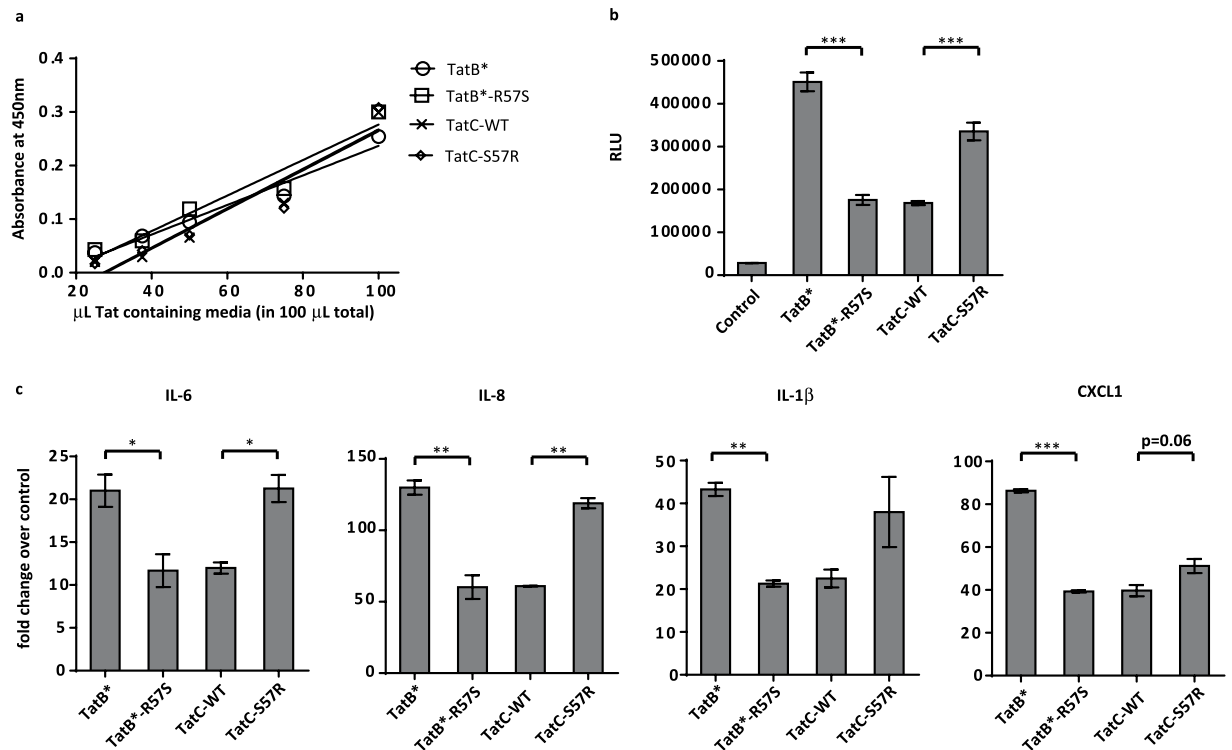 a
Absorbance at 450nm
0.4
0.3
0.2
0.1
0.0
20
40
60
80
100
μL Tat containing media (in 100 μL total)
TatB*
TatB*-R57S
TatC-WT
TatC-S57R
b
RLU
500000
400000
300000
200000
100000
0
***
***
Control
TatB*
TatB*-R57S
TatC-WT
TatC-S57R
c
fold change over control
IL-6
25
20
15
10
5
0
*
*
TatB*
TatB*-R57S
TatC-WT
TatC-S57R
IL-8
150
100
50
0
**
**
TatB*
TatB*-R57S
TatC-WT
TatC-S57R
IL-1β
50
40
30
20
10
0
**
TatB*
TatB*-R57S
TatC-WT
TatC-S57R
CXCL1
100
80
60
40
20
0
***
p=0.06
TatB*
TatB*-R57S
TatC-WT
TatC-S57R